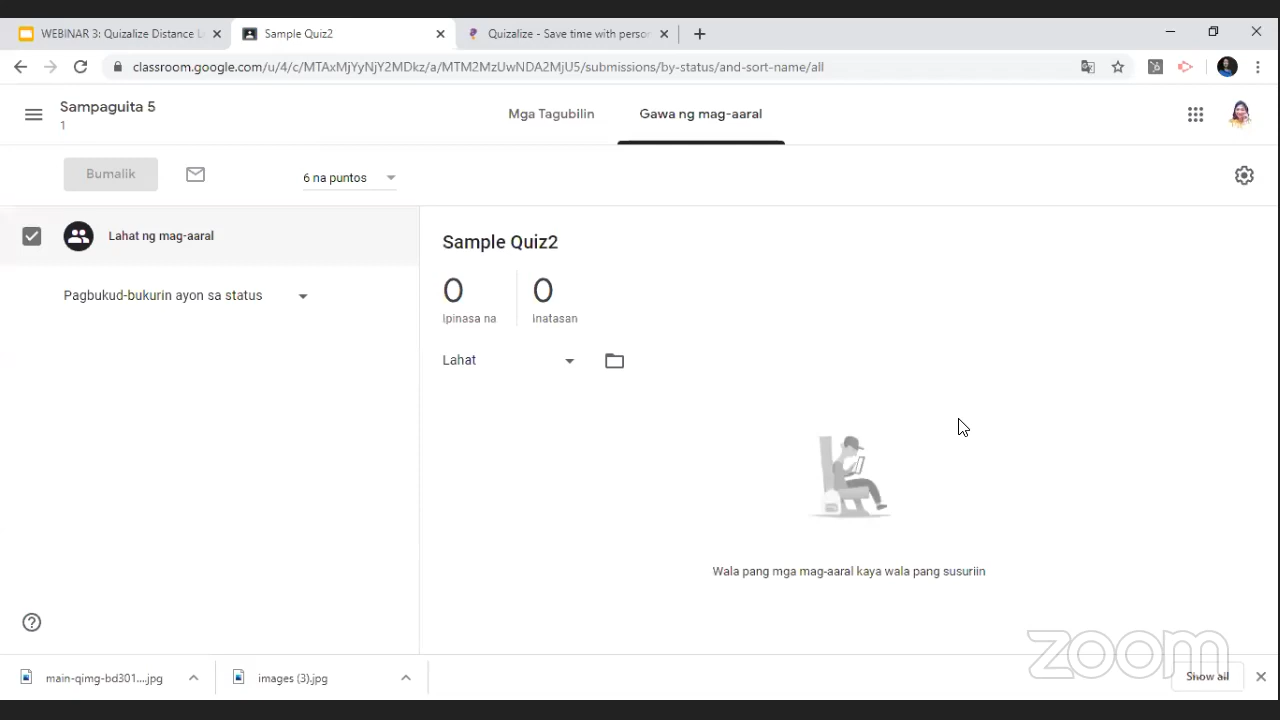 WEBINAR 3: Quizalize Distance L
Sample Quiz2
Quizalize - Save time with person
classroom.google.com/u/4/c/MTAxMjYyNjY2MDkz/a/MTM2MzUwNDA2MjU5/submissions/by-status/and-sort-name/all
Sampaguita 5
1
Mga Tagubilin
Gawa ng mag-aaral
Bumalik
6 na puntos
Lahat ng mag-aaral
Pagbukud-bukurin ayon sa status
Sample Quiz2
0
0
Ipinasa na
Inatasan
Lahat
Wala pang mga mag-aaral kaya wala pang susuriin
zoom
main-qimg-bd301....jpg
images (3).jpg
Show all